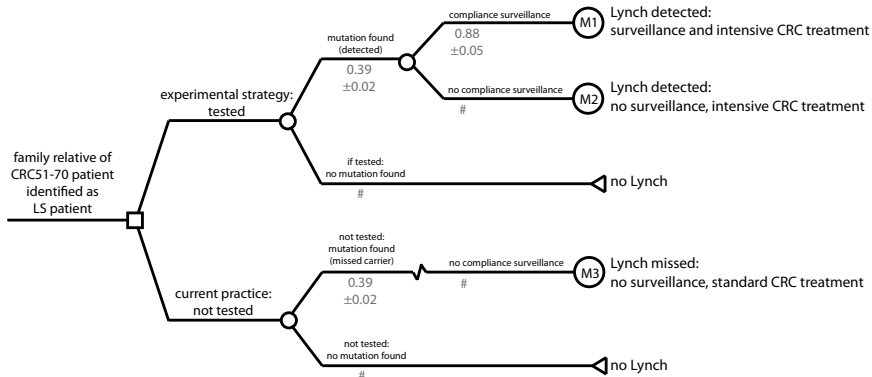 family relative of
CRC51-70 patient
identified as
LS patient
experimental strategy:
tested
mutation found
(detected)
0.39
±0.02
compliance surveillance
0.88
±0.05
M1
Lynch detected:
surveillance and intensive CRC treatment
no compliance surveillance
#
M2
Lynch detected:
no surveillance, intensive CRC treatment
if tested:
no mutation found
#
no Lynch
current practice:
not tested
not tested:
mutation found
(missed carrier)
0.39
±0.02
no compliance surveillance
#
M3
Lynch missed:
no surveillance, standard CRC treatment
not tested:
no mutation found
#
no Lynch